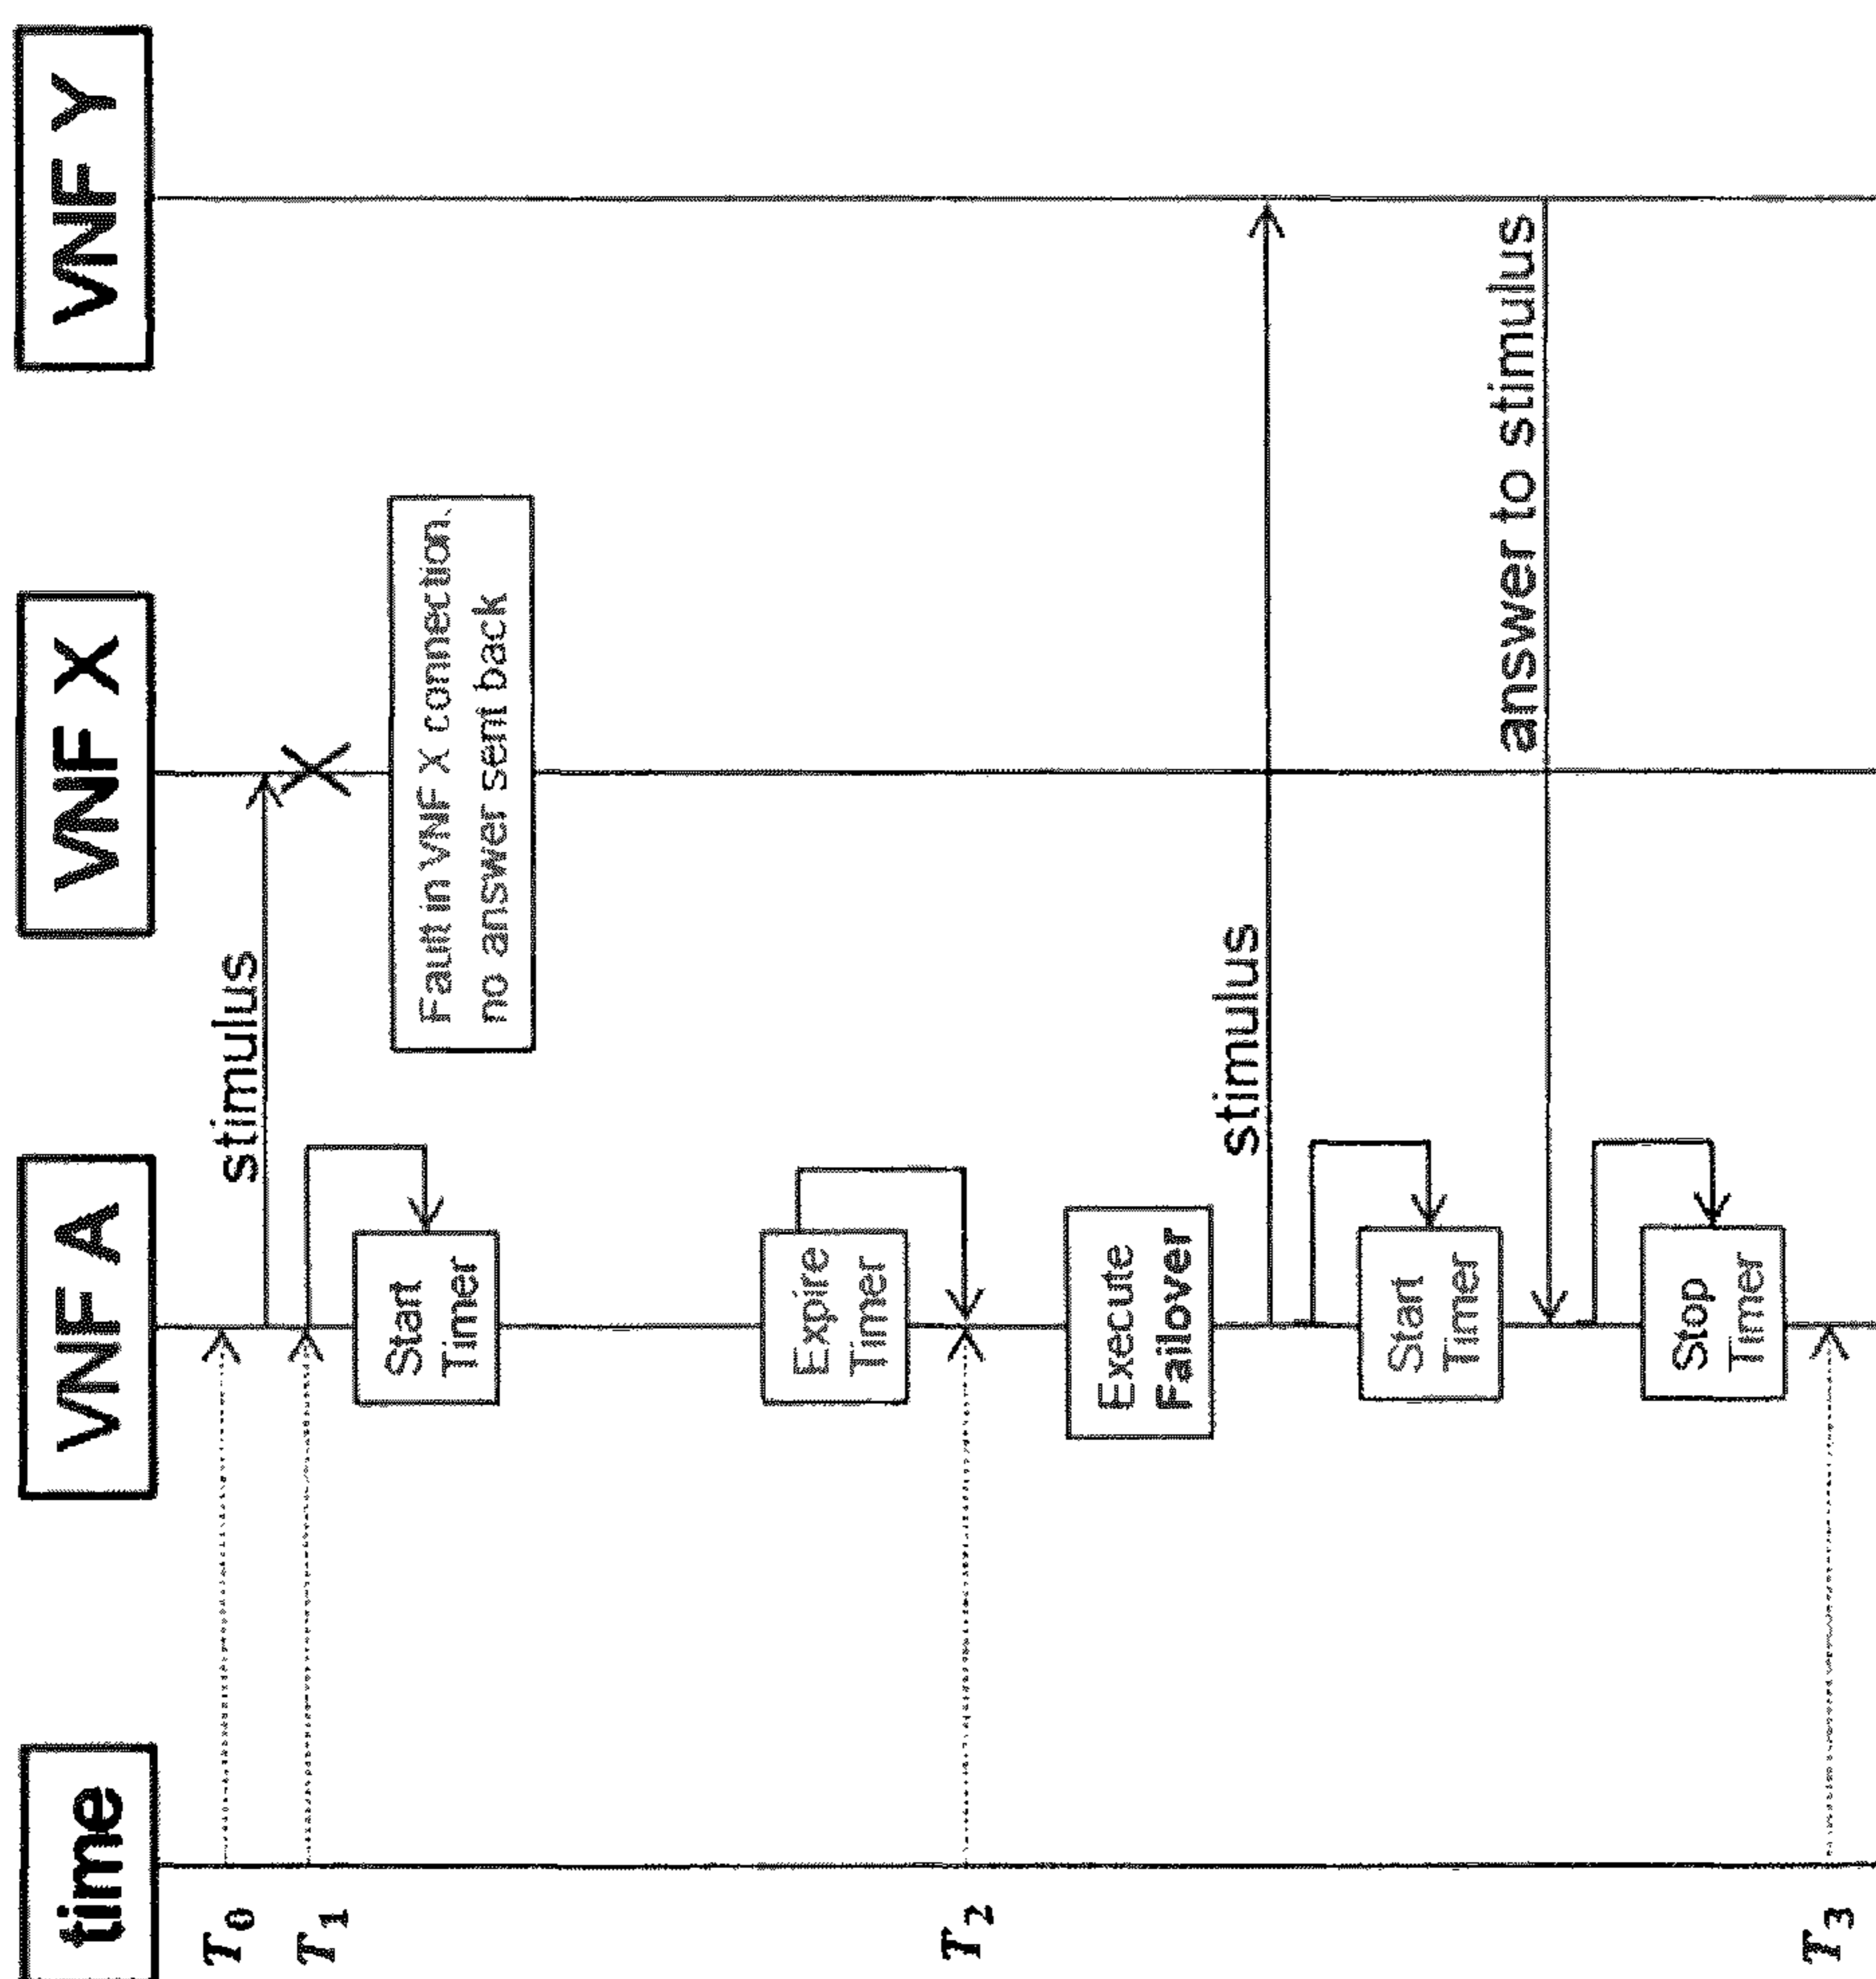 time
VNF A
VNF X
VNF Y
T0
stimulus
T1
Start
Timer
Fault in VNF X connection,
no answer sent back
Expire
Timer
T2
Execute
Failover
stimulus
Start
Timer
answer to stimulus
Stop
Timer
T3